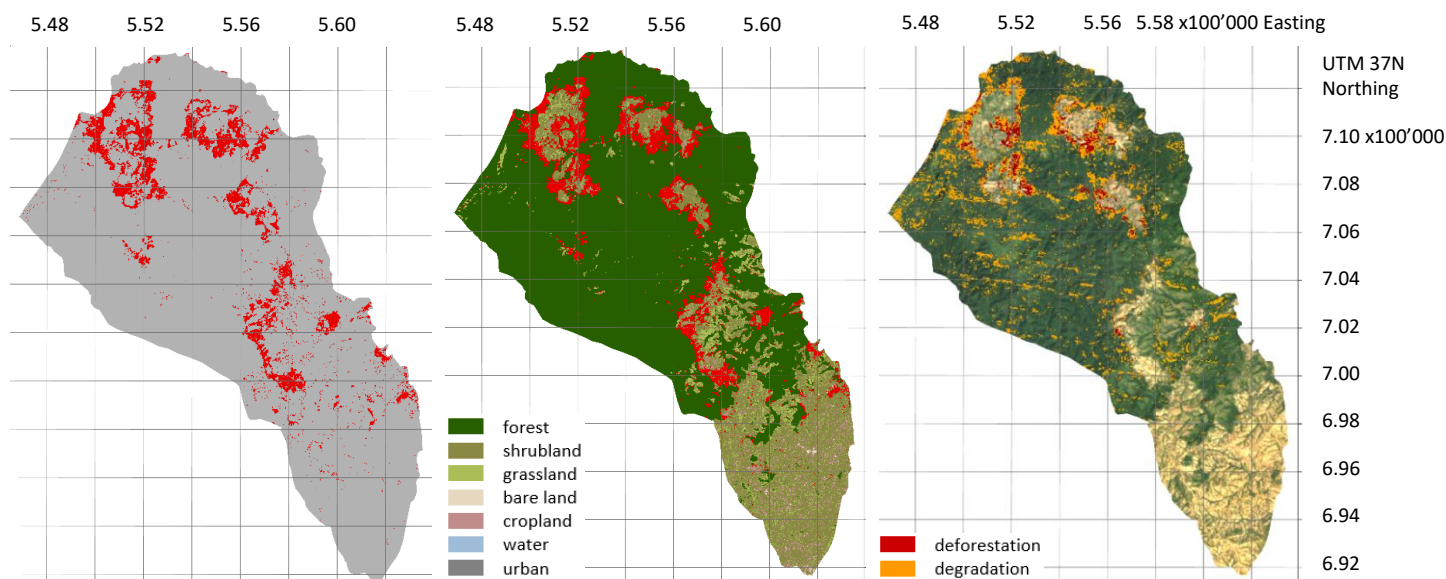 5.48 5.52 5.56 5.60
5.48 5.52 5.56 5.60
5.48 5.52 5.56 5.58 x100’000 Easting
UTM 37N
Northing
7.10 x100’000
7.08
7.06
7.04
7.02
7.00
6.98
6.96
6.94
6.92
forest
shrubland
grassland
bare land
cropland
water
urban
deforestation
degradation